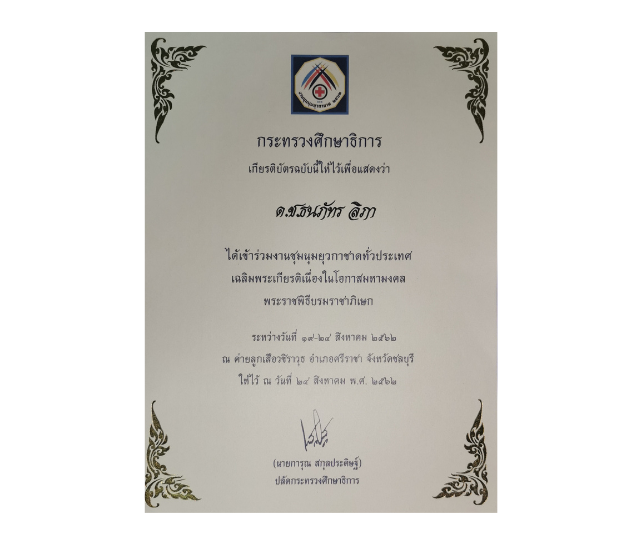 กระทรวงศึกษาธิการ
เกียรติบัตรฉบับนี้ให้ไว้เพื่อแสดงว่า
ด.ช.ธนภัทร ลิภา
ได้เข้าร่วมงานชุมนุมยุวกาชาดทั่วประเทศ
เฉลิมพระเกียรติเนื่องในโอกาสมหามงคล
พระราชพิธีบรมราชาภิเษก
ระหว่างวันที่ ๑๙-๒๔ สิงหาคม ๒๕๖๒
ณ ค่ายลูกเสือวชิราวุธ อำเภอศรีราชา จังหวัดชลบุรี
ให้ไว้ ณ วันที่ ๒๔ สิงหาคม พ.ศ. ๒๕๖๒
(นายการุณ สกุลประดิษฐ์)
ปลัดกระทรวงศึกษาธิการ